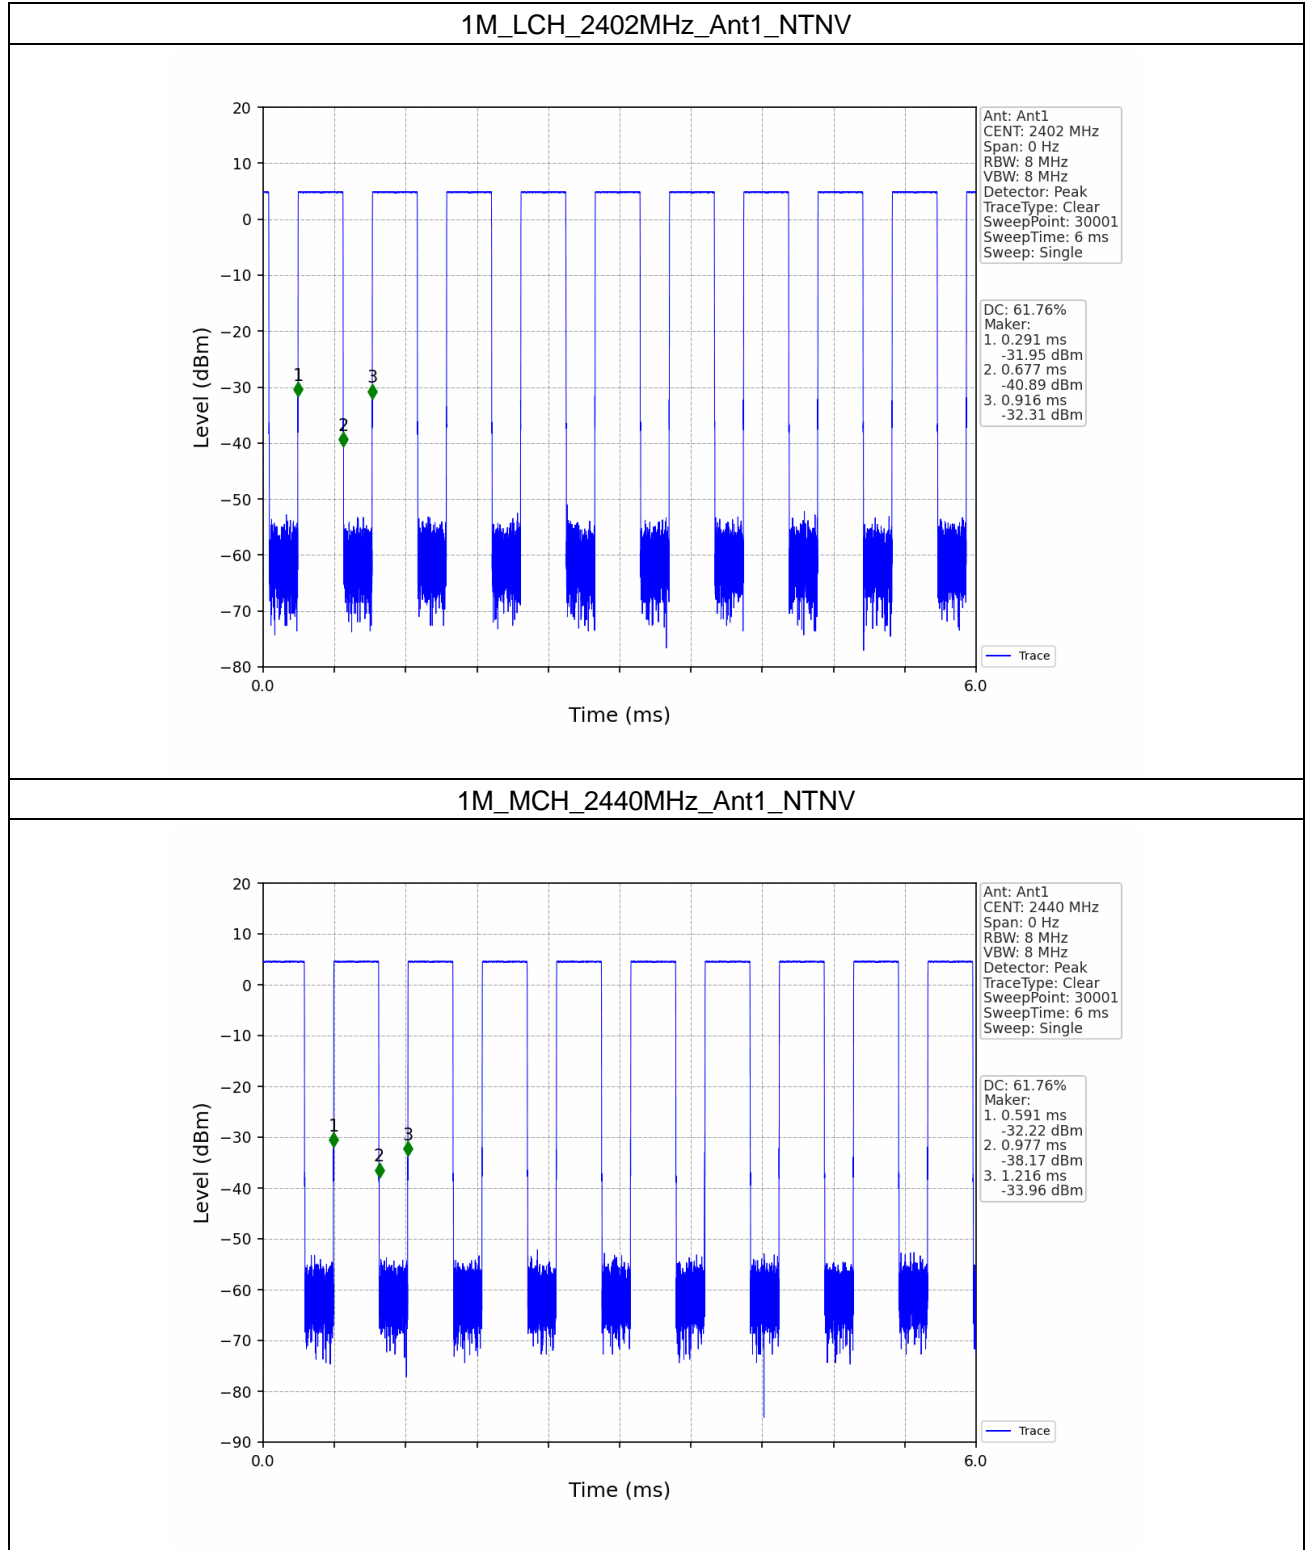 1M_LCH_2402MHz_Ant1_NTNV
20
10
0
−10
−20
−30
−40
−50
−60
−70
−80
Level (dBm)
1
2
3
0.0
6.0
Time (ms)
Ant: Ant1
CENT: 2402 MHz
Span: 0 Hz
RBW: 8 MHz
VBW: 8 MHz
Detector: Peak
TraceType: Clear
SweepPoint: 30001
SweepTime: 6 ms
Sweep: Single
DC: 61.76%
Maker:
1. 0.291 ms
-31.95 dBm
2. 0.677 ms
-40.89 dBm
3. 0.916 ms
-32.31 dBm
Trace
1M_MCH_2440MHz_Ant1_NTNV
20
10
0
−10
−20
−30
−40
−50
−60
−70
−80
−90
Level (dBm)
1
2
3
0.0
6.0
Time (ms)
Ant: Ant1
CENT: 2440 MHz
Span: 0 Hz
RBW: 8 MHz
VBW: 8 MHz
Detector: Peak
TraceType: Clear
SweepPoint: 30001
SweepTime: 6 ms
Sweep: Single
DC: 61.76%
Maker:
1. 0.591 ms
-32.22 dBm
2. 0.977 ms
-38.17 dBm
3. 1.216 ms
-33.96 dBm
Trace